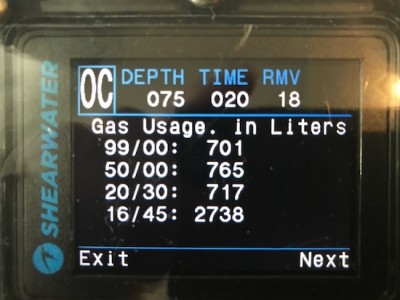 SHEARWATER
OC DEPTH TIME RMV
075 020 18
Gas Usage. in Liters
99/00: 701
50/00: 765
20/30: 717
16/45: 2738
Exit Next